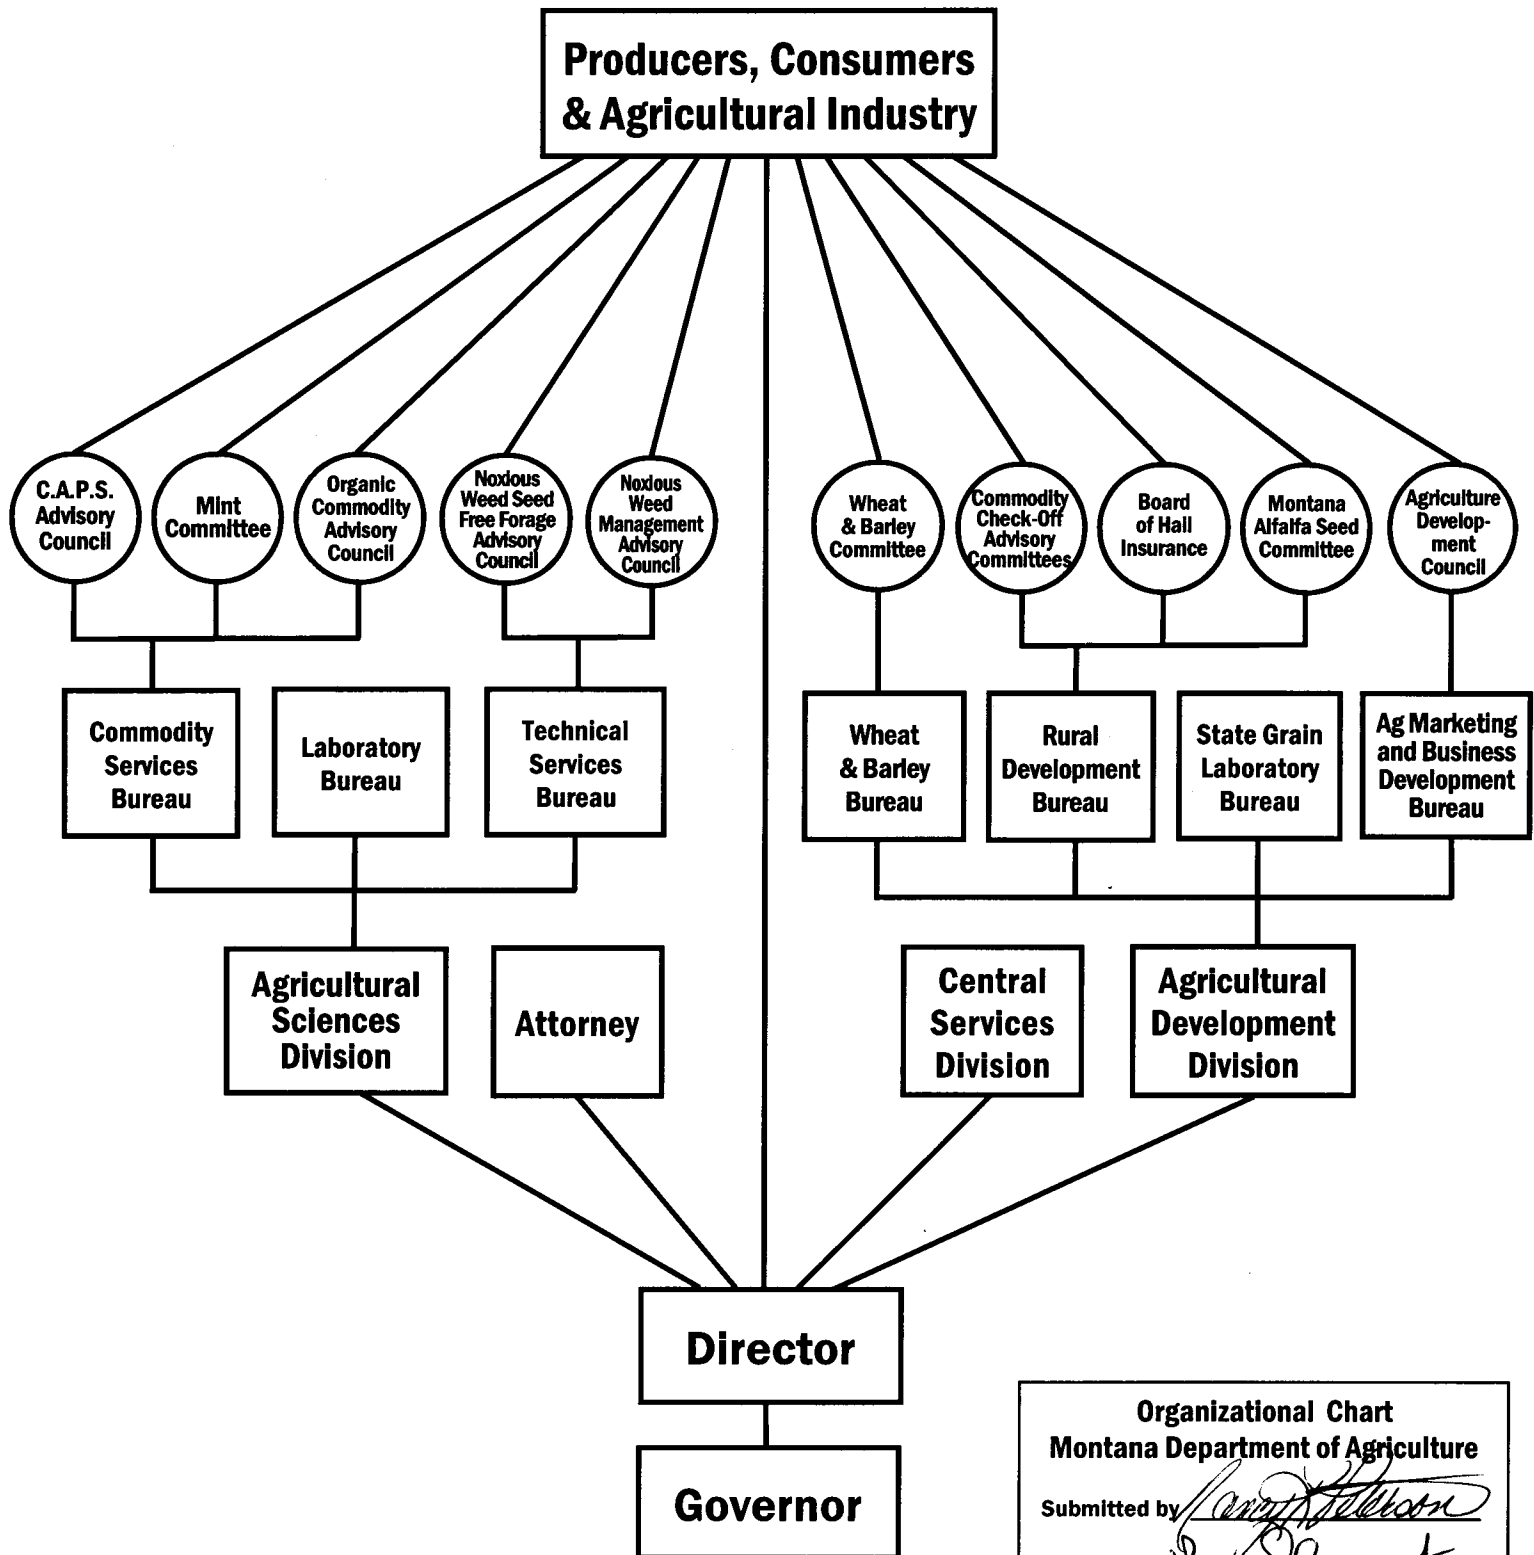 Producers, Consumers
& Agricultural Industry
C.A.P.S.
Advisory
Council
Mint
Committee
Organic
Commodity
Advisory
Council
Noxious
Weed Seed
Free Forage
Advisory
Council
Noxious
Weed
Management
Advisory
Council
Wheat
& Barley
Committee
Commodity
Check-Off
Advisory
Committees
Board
of Hail
Insurance
Montana
Alfalfa Seed
Committee
Agriculture
Develop-
ment
Council
Commodity
Services
Bureau
Laboratory
Bureau
Technical
Services
Bureau
Wheat
& Barley
Bureau
Rural
Development
Bureau
State Grain
Laboratory
Bureau
Ag Marketing
and Business
Development
Bureau
Agricultural
Sciences
Division
Attorney
Central
Services
Division
Agricultural
Development
Division
Director
Governor
Organizational Chart
Montana Department of Agriculture
Submitted by Peterson